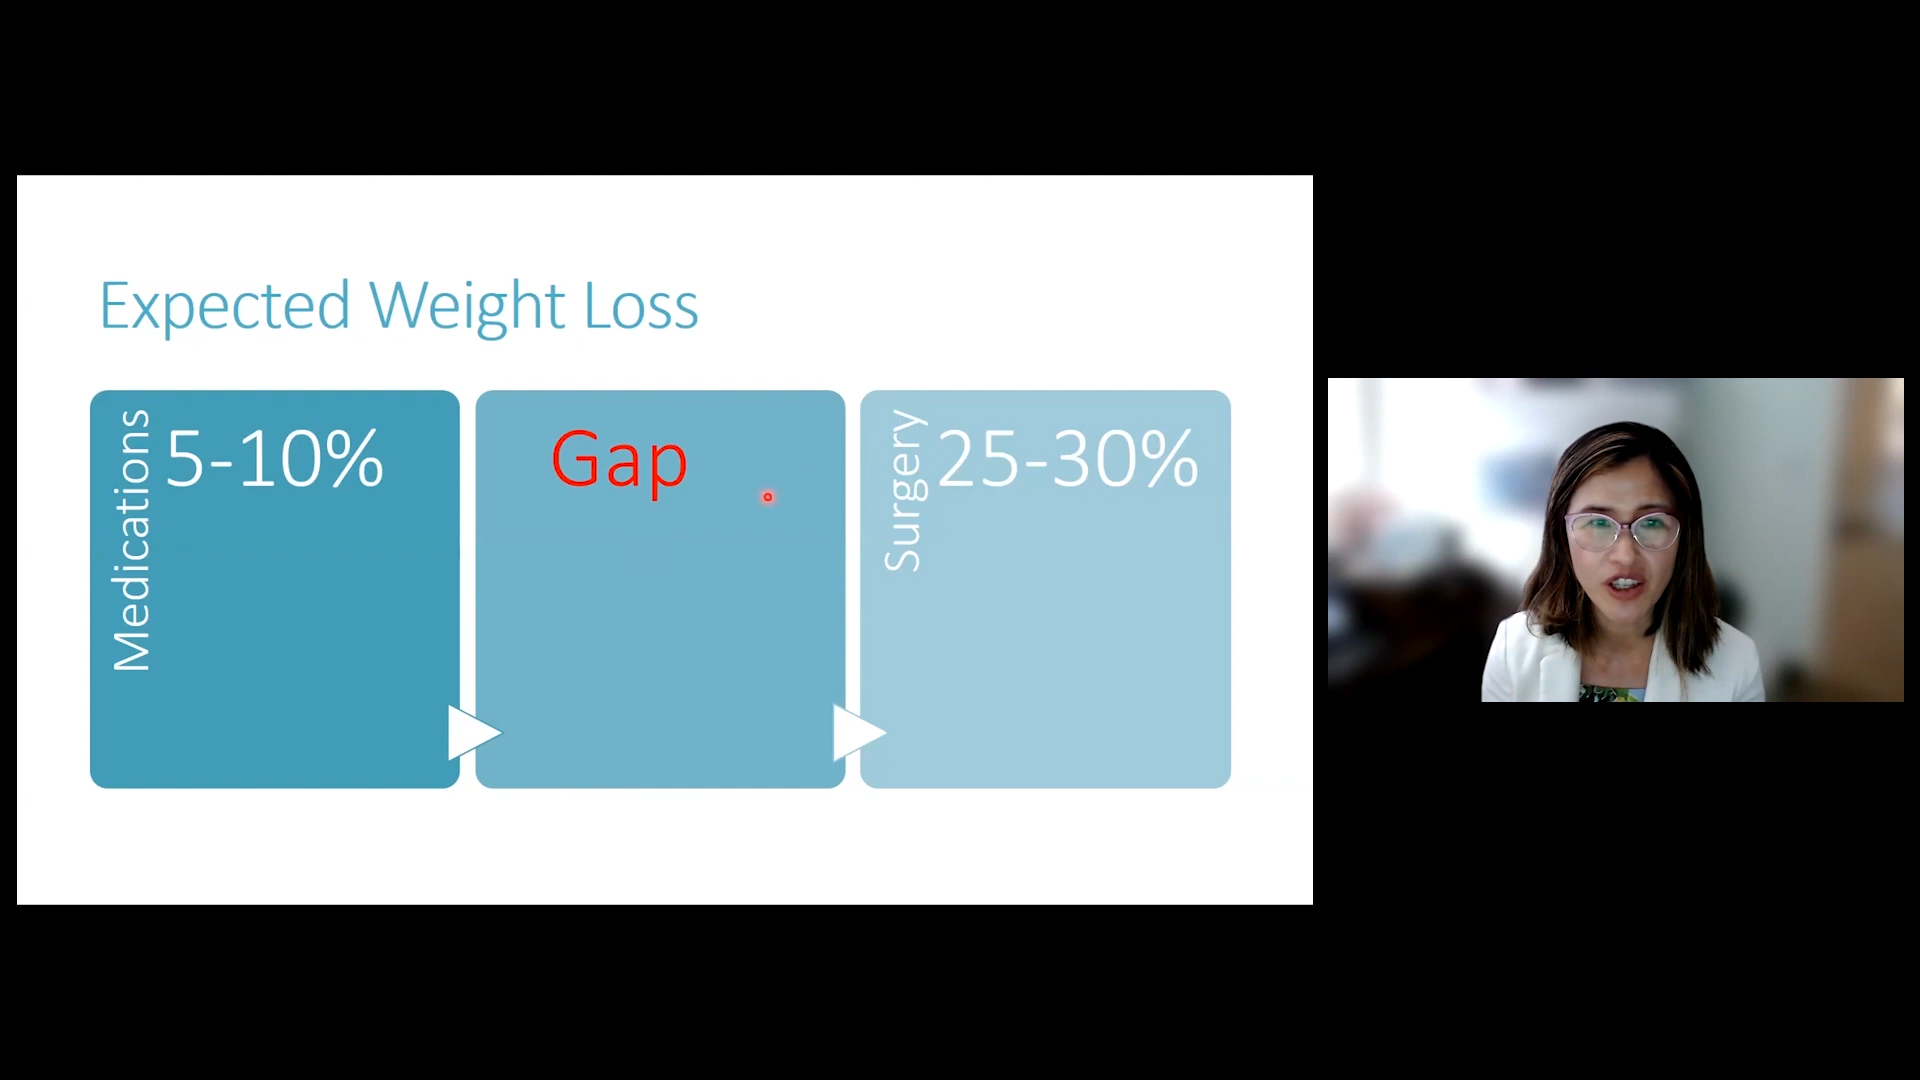 Expected Weight Loss
Medications
5-10%
Gap
Surgery
25-30%